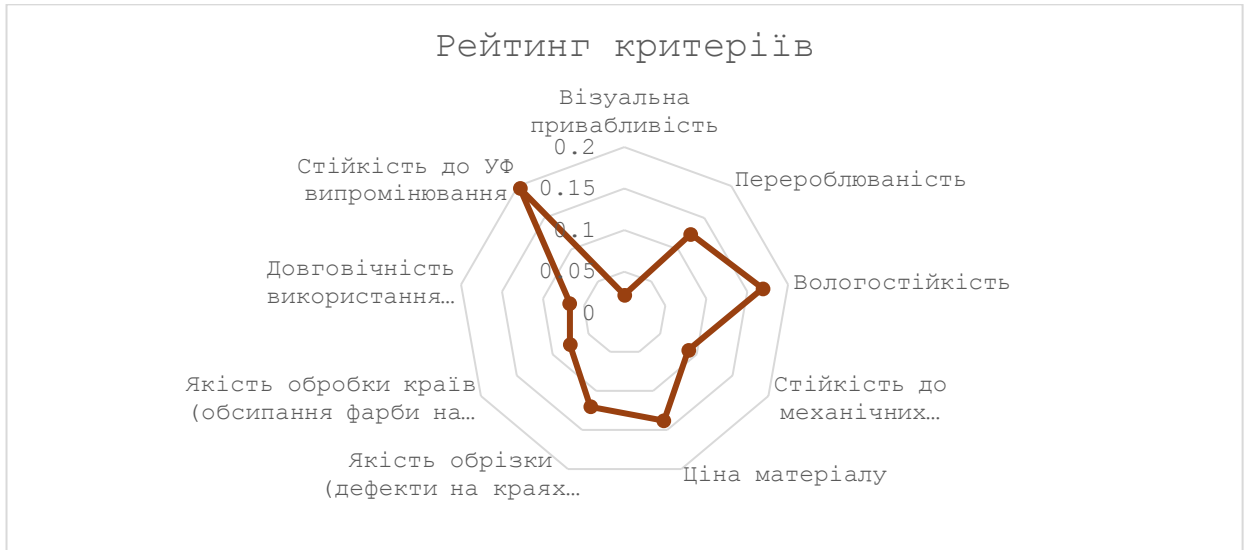 Рейтинг критеріїв
Візуальна
привабливість
Перероблюваність
Вологостійкість
Стійкість до
механічних…
Ціна матеріалу
Якість обрізки
(дефекти на краях…
Якість обробки країв
(обсипання фарби на…
Довговічність
використання…
Стійкість до УФ
випромінювання
0.2
0.15
0.1
0.05
0